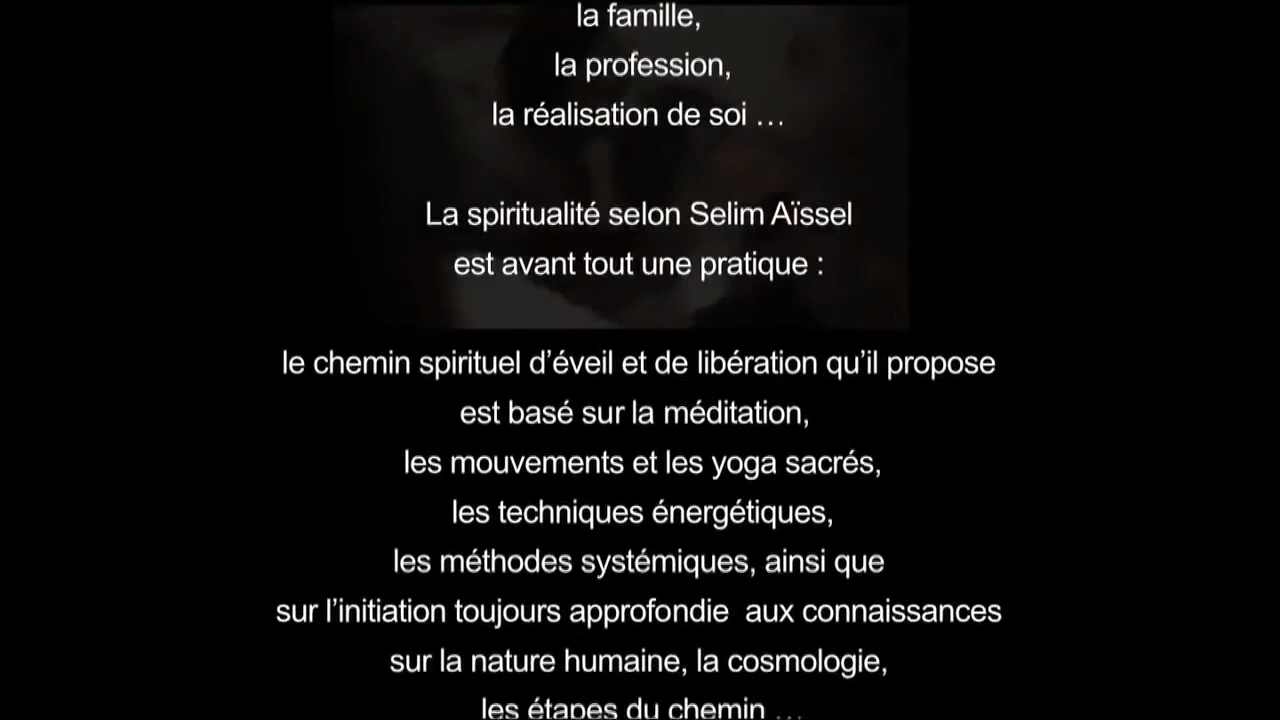 la famille,
la profession,
la réalisation de soi …
La spiritualité selon Selim Aïssel
est avant tout une pratique :
le chemin spirituel d’éveil et de libération qu’il propose
est basé sur la méditation,
les mouvements et les yoga sacrés,
les techniques énergétiques,
les méthodes systémiques, ainsi que
sur l’initiation toujours approfondie  aux connaissances
sur la nature humaine, la cosmologie,
les étapes du chemin …